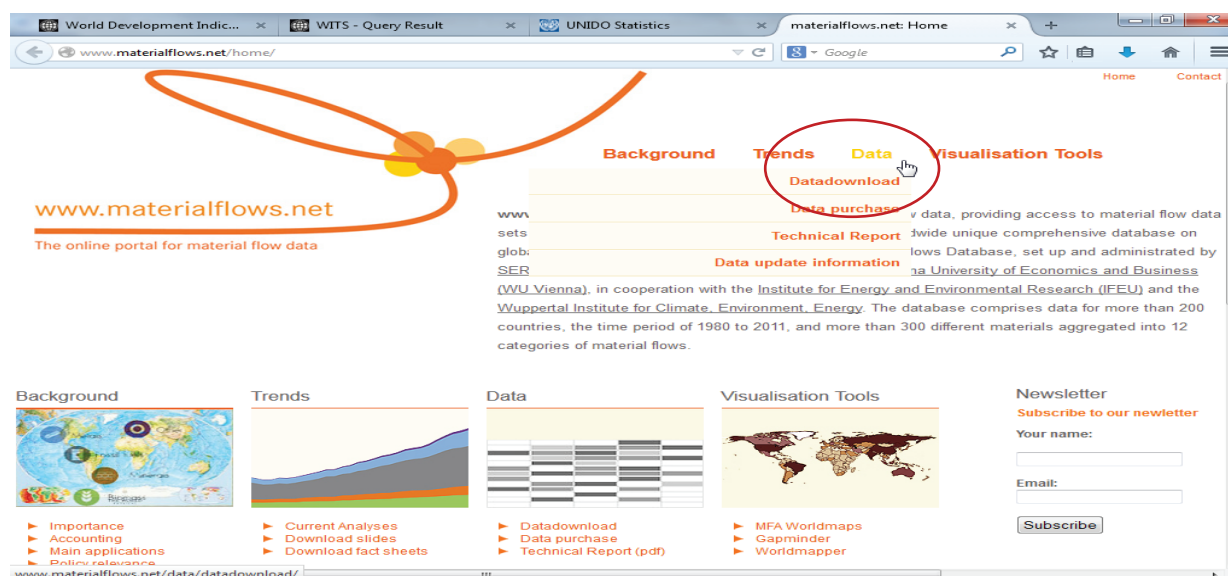 World Development Indic... × WITS - Query Result × UNIDO Statistics × materialflows.net: Home × +
www.materialflows.net/home/ Google
Home Contact
Background Trends Data Visualisation Tools
Datadownload
Data purchase
Technical Report
Data update information
www.materialflows.net
The online portal for material flow data
www data, providing access to material flow data
sets wide unique comprehensive database on
glob lows Database, set up and administrated by
SER na University of Economics and Business
(WU Vienna), in cooperation with the Institute for Energy and Environmental Research (IFEU) and the
Wuppertal Institute for Climate, Environment, Energy. The database comprises data for more than 200
countries, the time period of 1980 to 2011, and more than 300 different materials aggregated into 12
categories of material flows.
Background
Importance
Accounting
Main applications
Policy relevance
Trends
Current Analyses
Download slides
Download fact sheets
Data
Datadownload
Data purchase
Technical Report (pdf)
Visualisation Tools
MFA Worldmaps
Gapminder
Worldmapper
Newsletter
Subscribe to our newletter
Your name:
Email:
Subscribe
www.materialflows.net/data/datadownload/